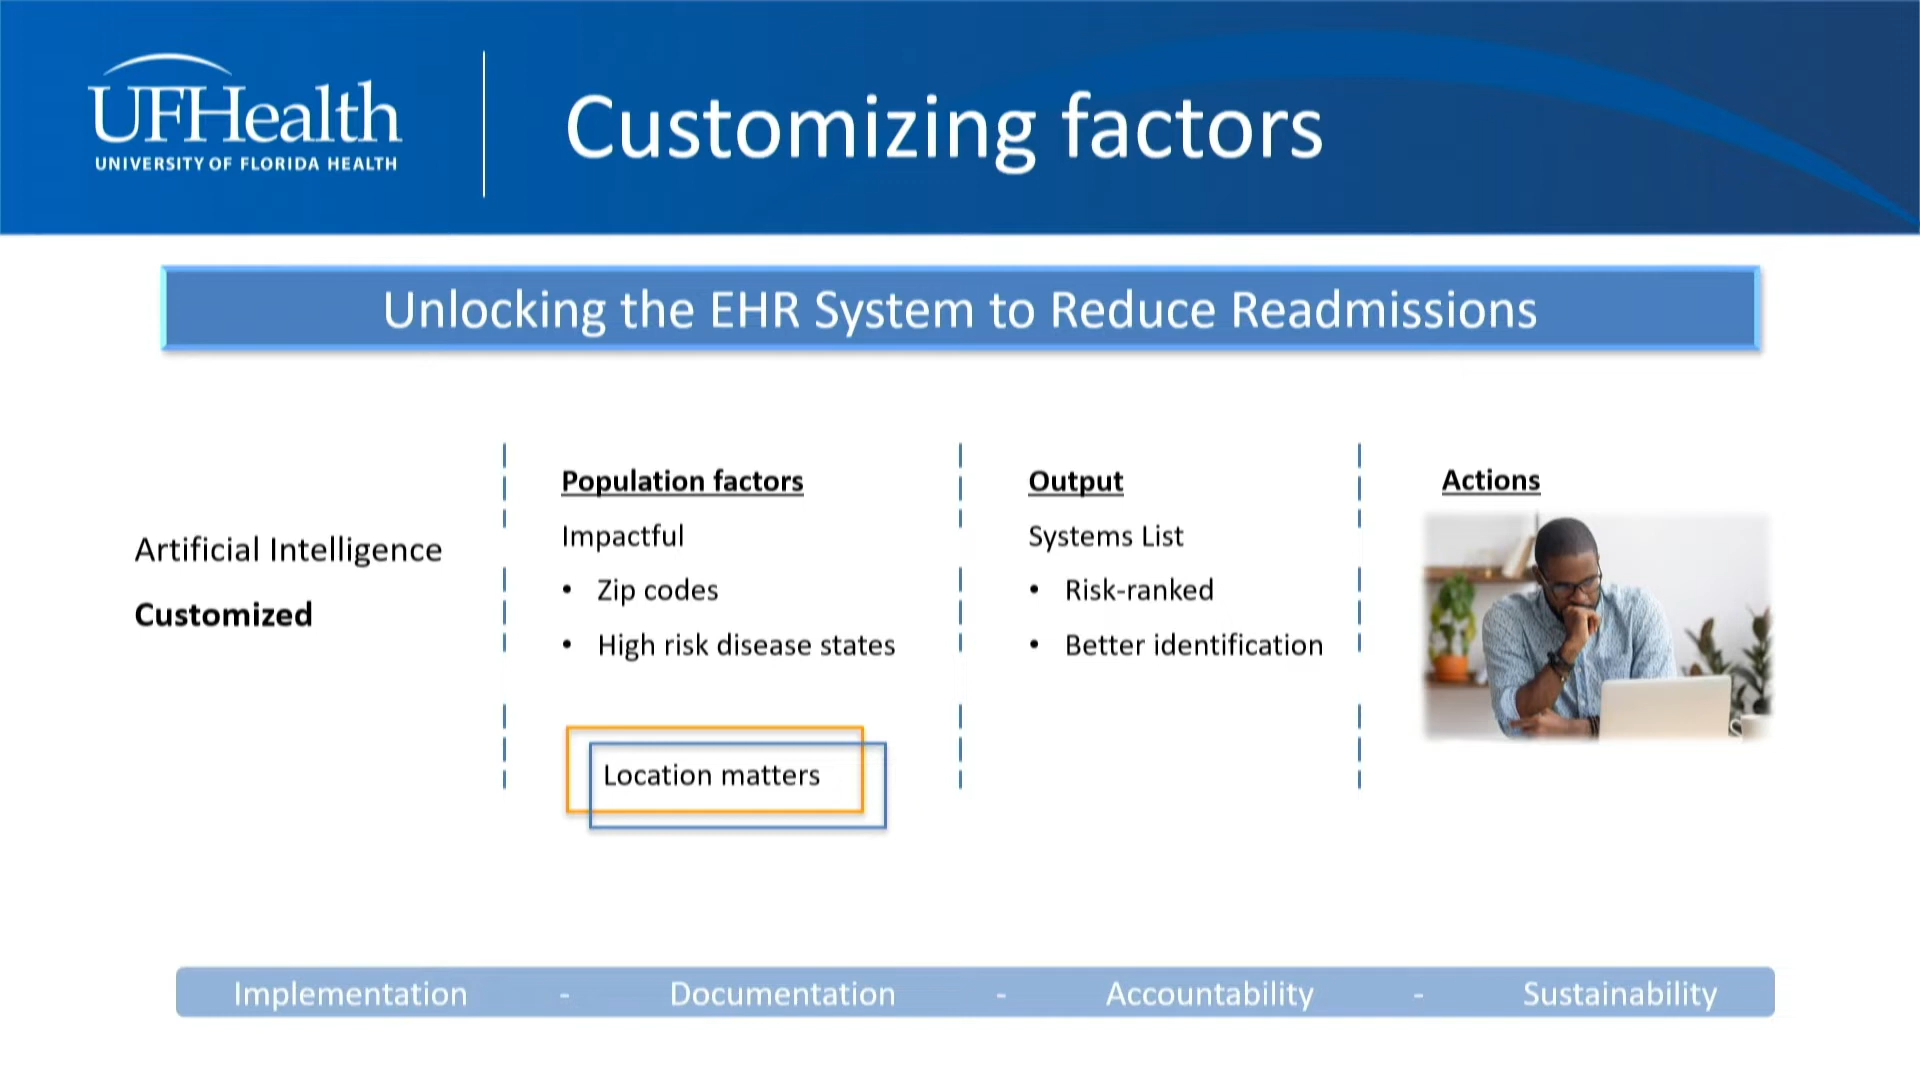 UFHealth
UNIVERSITY OF FLORIDA HEALTH
Customizing factors
Unlocking the EHR System to Reduce Readmissions
Artificial Intelligence
Customized
Population factors
Impactful
• Zip codes
• High risk disease states
Location matters
Output
Systems List
• Risk-ranked
• Better identification
Actions
Implementation - Documentation - Accountability - Sustainability